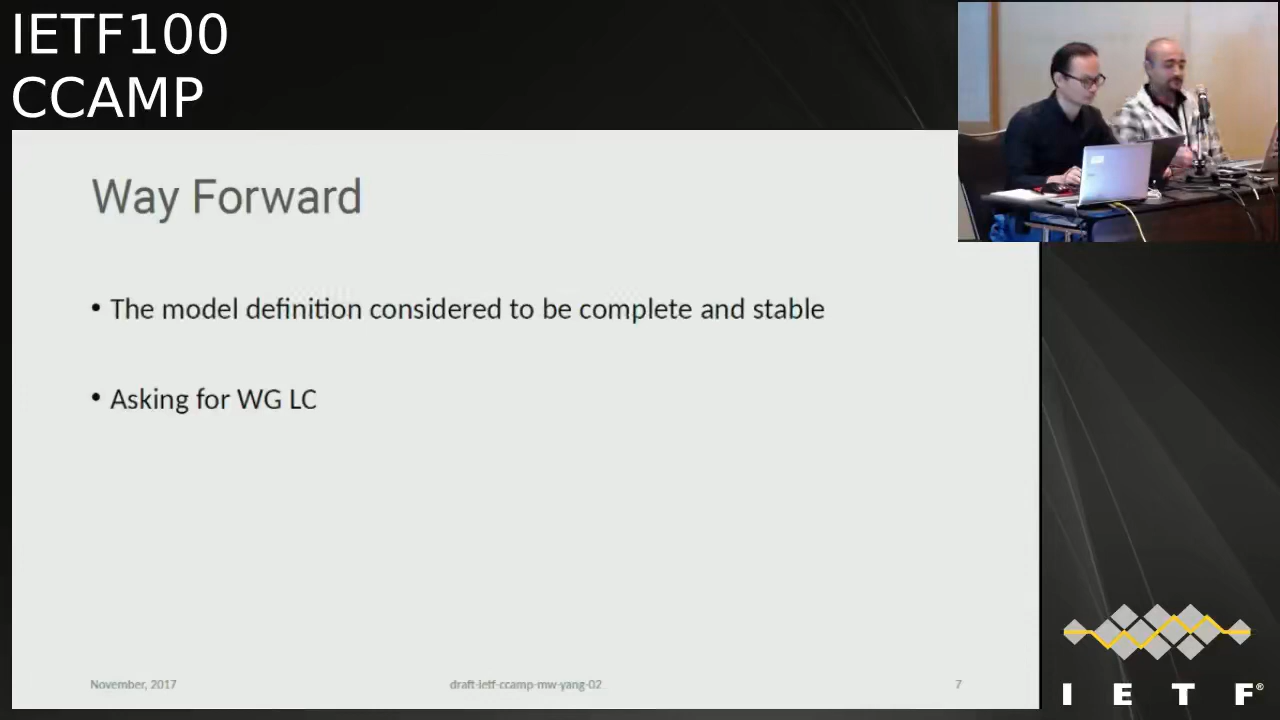 IETF100
CCAMP
Way Forward
• The model definition considered to be complete and stable
• Asking for WG LC
November, 2017
draft-ietf-ccamp-mw-yang-02
7
I E T F®